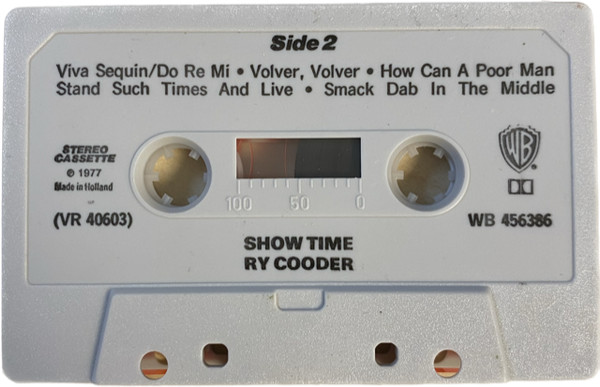 Side 2
Viva Sequin/Do Re Mi • Volver, Volver • How Can A Poor Man
Stand Such Times And Live • Smack Dab In The Middle
STEREO
CASSETTE
℗ 1977
Made in Holland
(VR 40603)
100 50 0
WB
WB 456386
SHOW TIME
RY COODER